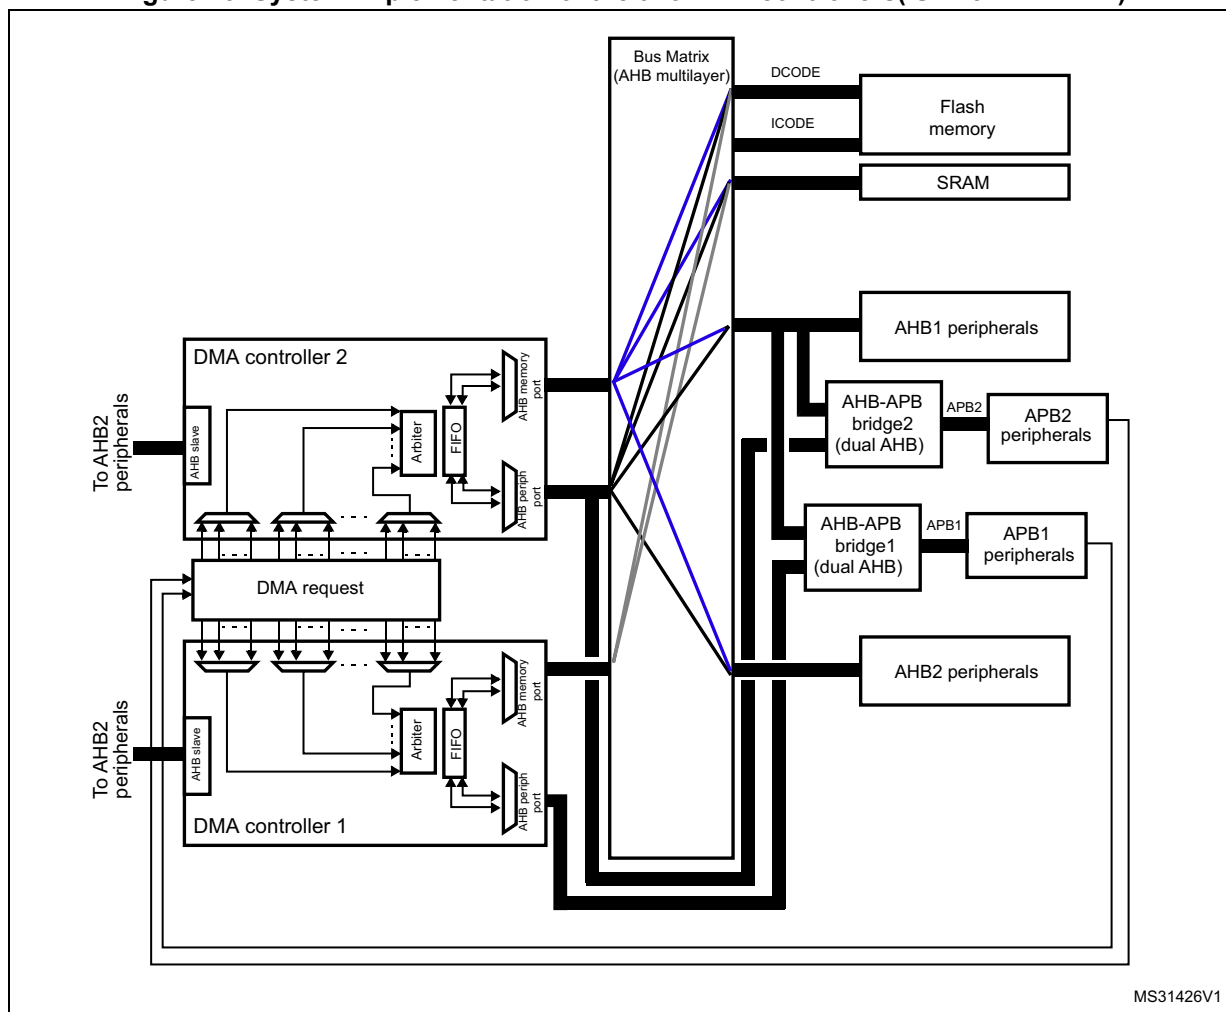 Bus Matrix
(AHB multilayer)
DCODE
ICODE
Flash
memory
SRAM
AHB1 peripherals
DMA controller 2
To AHB2
peripherals
AHB slave
Arbiter
FIFO
AHB memory
port
AHB periph
port
AHB-APB
bridge2
(dual AHB)
APB2
APB2
peripherals
AHB-APB
bridge1
(dual AHB)
APB1
APB1
peripherals
DMA request
AHB2 peripherals
To AHB2
peripherals
AHB slave
Arbiter
FIFO
AHB memory
port
AHB periph
port
DMA controller 1
MS31426V1